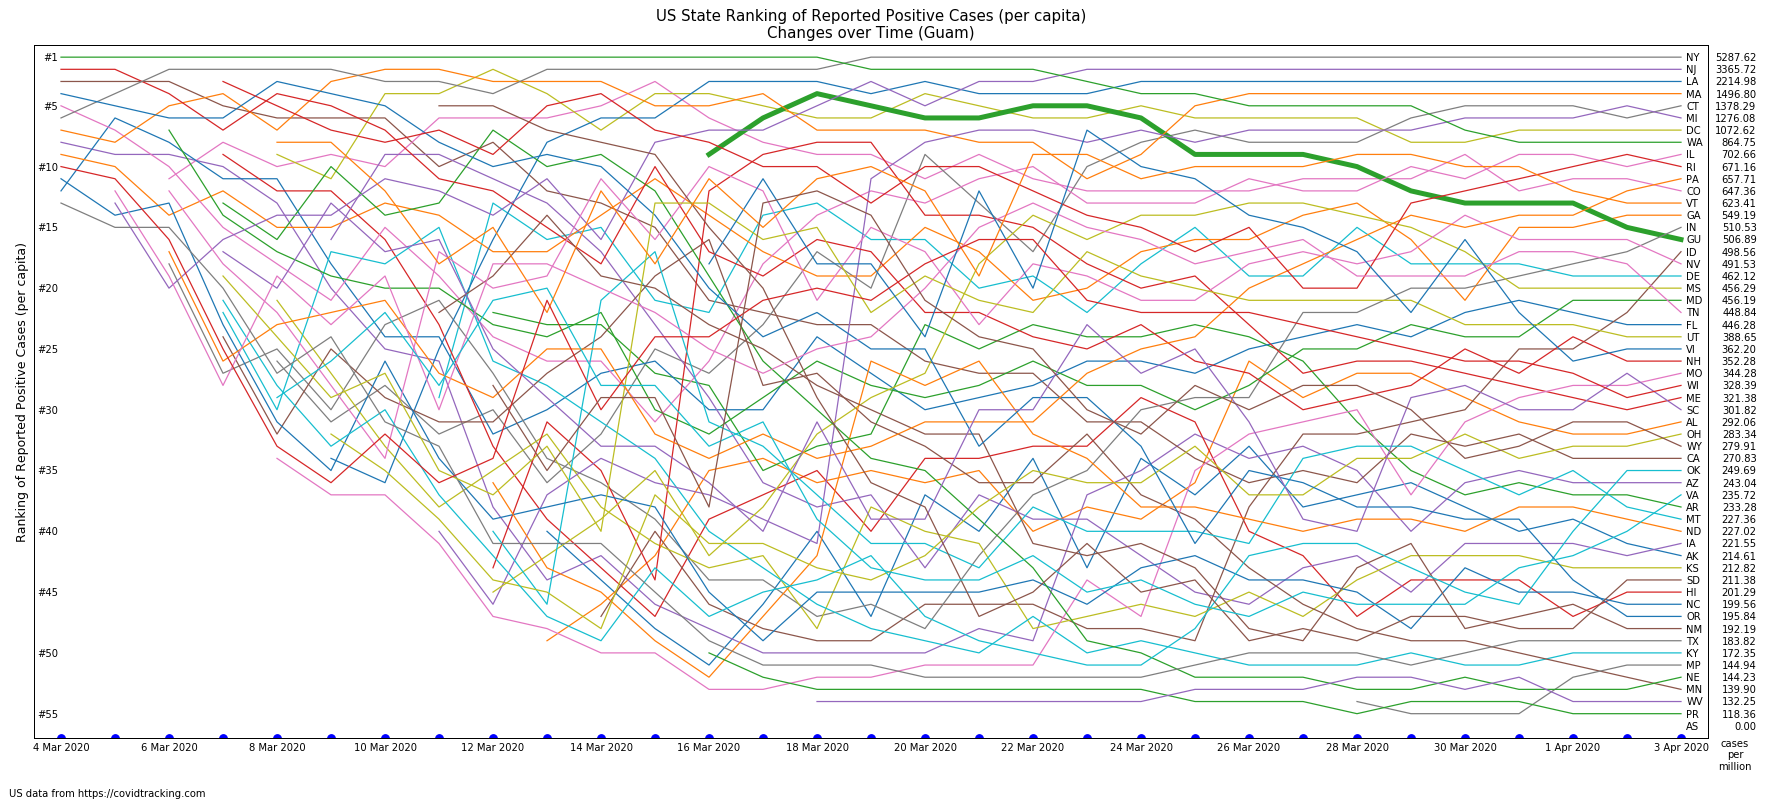 US State Ranking of Reported Positive Cases (per capita)
Changes over Time (Guam)
Ranking of Reported Positive Cases (per capita)
#1
#5
#10
#15
#20
#25
#30
#35
#40
#45
#50
#55
NY 5287.62
NJ 3365.72
LA 2214.98
MA 1496.80
CT 1378.29
MI 1276.08
DC 1072.62
WA 864.75
IL 702.66
RI 671.16
PA 657.71
CO 647.36
VT 623.41
GA 549.19
IN 510.53
GU 506.89
ID 498.56
NV 491.53
DE 462.12
MS 456.29
MD 456.19
TN 448.84
FL 446.28
UT 388.65
VI 362.20
NH 352.28
MO 344.28
WI 328.39
ME 321.38
SC 301.82
AL 292.06
OH 283.34
WY 279.91
CA 270.83
OK 249.69
AZ 243.04
VA 235.72
AR 233.28
MT 227.36
ND 227.02
IA 221.55
AK 214.61
KS 212.82
SD 211.38
HI 201.29
NC 199.56
OR 195.84
NM 192.19
TX 183.82
KY 172.35
MP 144.94
NE 144.23
MN 139.90
WV 132.25
PR 118.36
AS 0.00
4 Mar 2020 6 Mar 2020 8 Mar 2020 10 Mar 2020 12 Mar 2020 14 Mar 2020 16 Mar 2020 18 Mar 2020 20 Mar 2020 22 Mar 2020 24 Mar 2020 26 Mar 2020 28 Mar 2020 30 Mar 2020 1 Apr 2020 3 Apr 2020
cases
per
million
US data from https://covidtracking.com